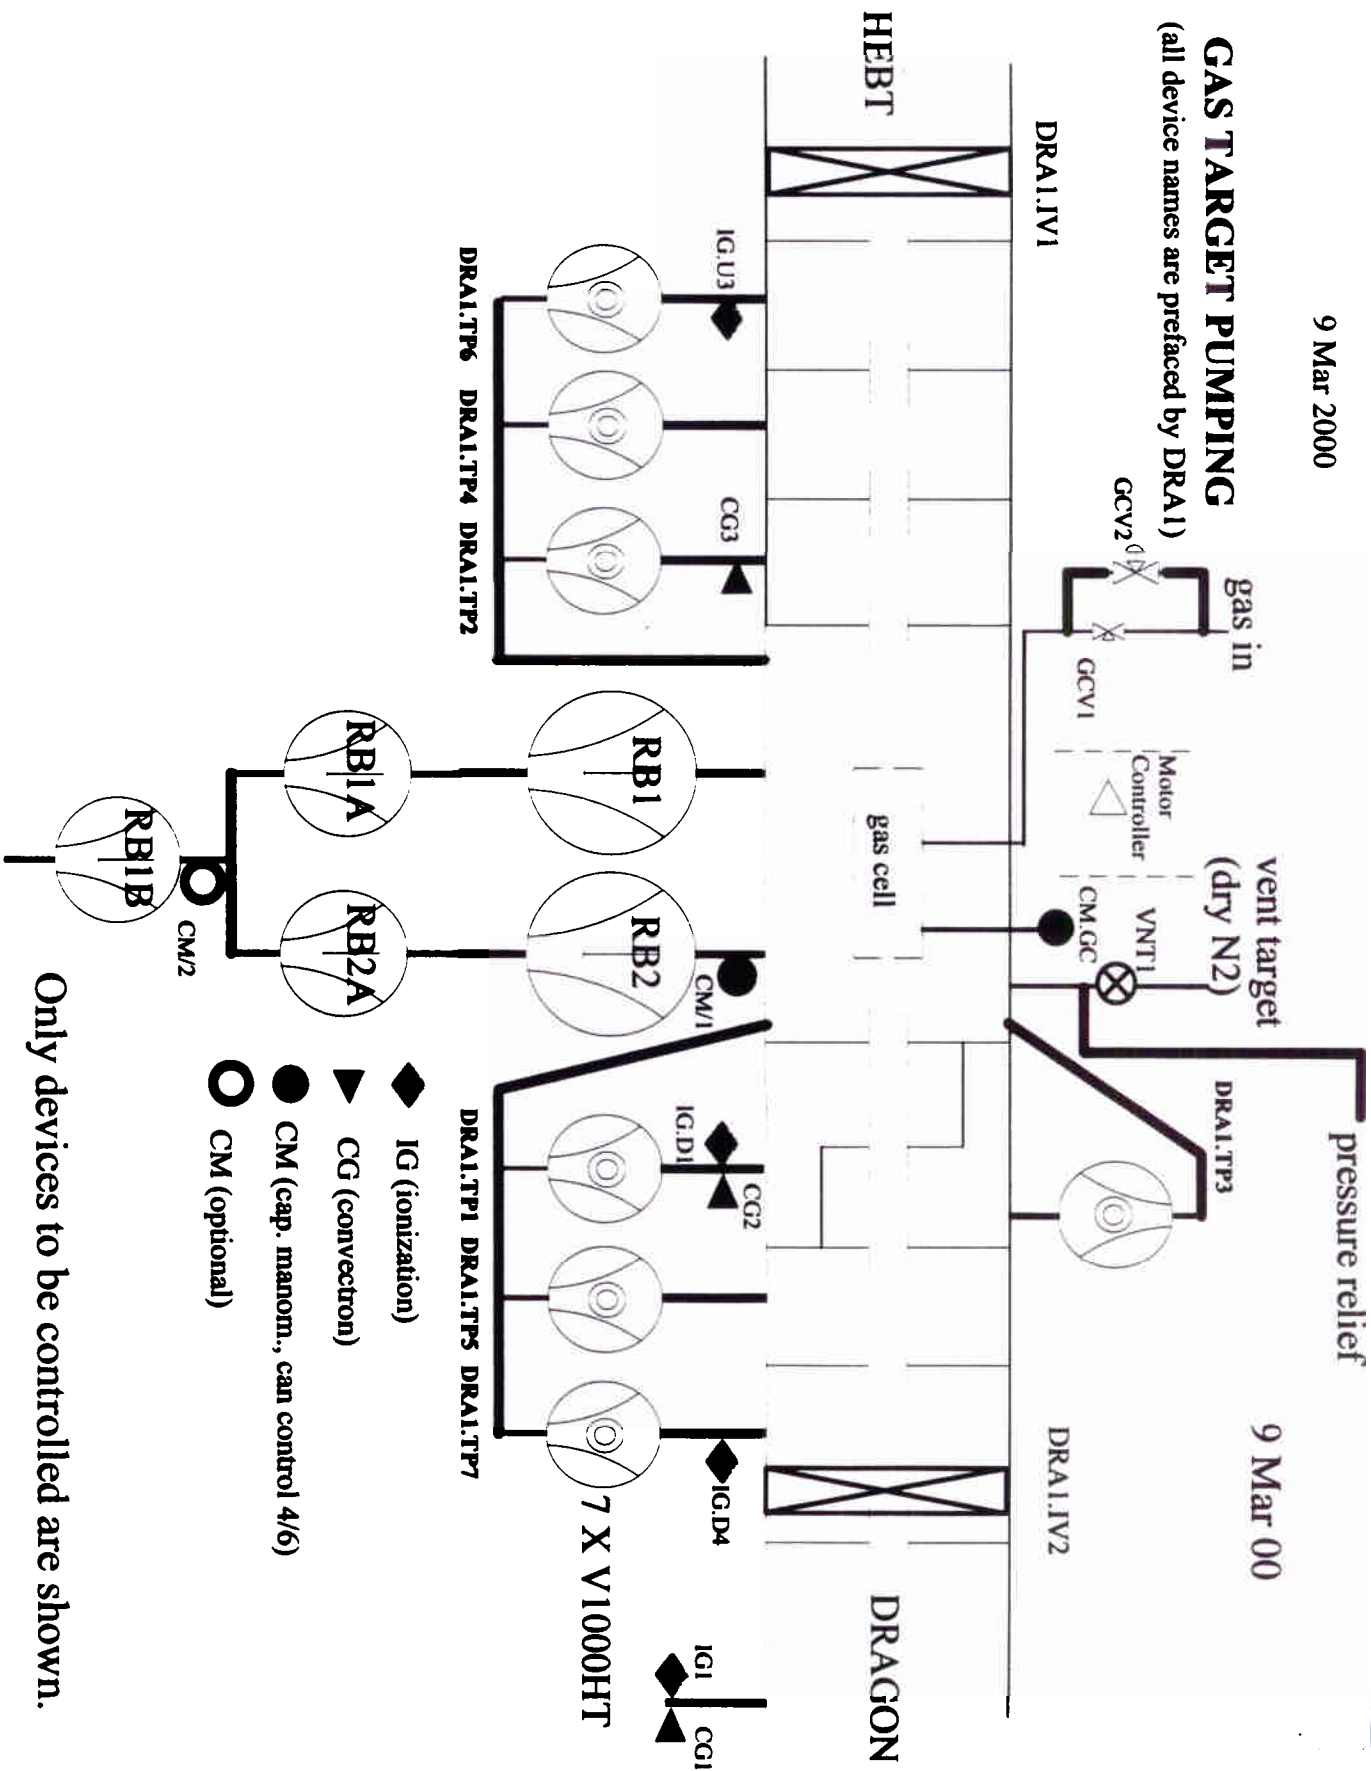 9 Mar 2000
GAS TARGET PUMPING
(all device names are prefaced by DRA1)
9 Mar 00
pressure relief
gas in
vent target
(dry N2)
GCV2
GCV1
Motor
Controller
VNT1
CM.GC
DRA1.TP3
DRA1.IV1
DRA1.IV2
HEBT
gas cell
DRAGON
IG.U3
CG3
CM/1
IG.D1
CG2
IG.D4
IG1
CG1
RB1
RB2
7 X V1000HT
DRA1.TP6
DRA1.TP4
DRA1.TP2
DRA1.TP1
DRA1.TP5
DRA1.TP7
RB1A
RB2A
CM/2
RB1B
IG (ionization)
CG (convectron)
CM (cap. manom., can control 4/6)
CM (optional)
Only devices to be controlled are shown.